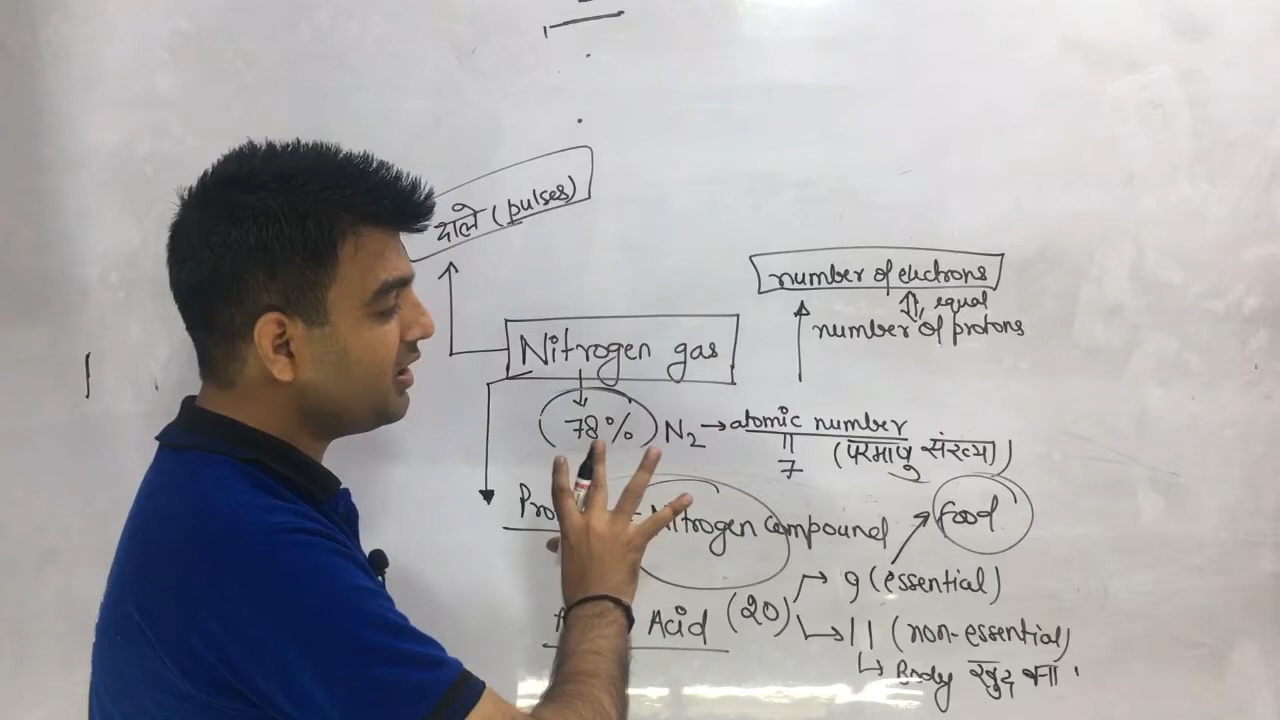 दाले (pulses)
number of electrons
equal
number of protons
Nitrogen gas
78% N2 → atomic number
7 (परमाणु संख्या)
Nitrogen Compound
food
Acid (20)
9 (essential)
11 (non-essential)
Body खुद बना